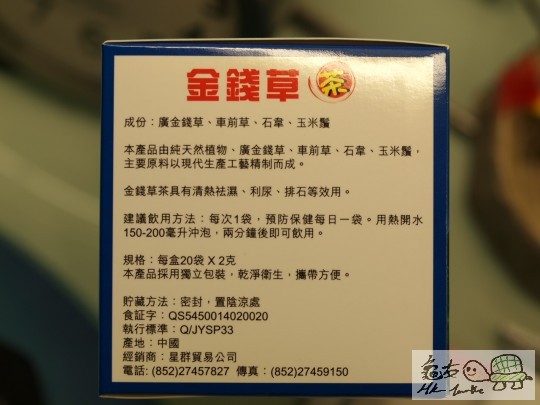 金錢草茶
成份：廣金錢草、車前草、石韋、玉米鬚
本產品由純天然植物、廣金錢草、車前草、石韋、玉米鬚，
主要原料以現代生產工藝精制而成。
金錢草茶具有清熱祛濕、利尿、排石等效用。
建議飲用方法：每次1袋，預防保健每日一袋。用熱開水
150-200毫升沖泡，兩分鐘後即可飲用。
規格：每盒20袋 X 2克
本產品採用獨立包裝，乾淨衛生，攜帶方便。
貯藏方法：密封，置陰涼處
食証字：QS5450014020020
執行標準：Q/JYSP33
產地：中國
經銷商：星群貿易公司
電話: (852)27457827 傳真：(852)27459150